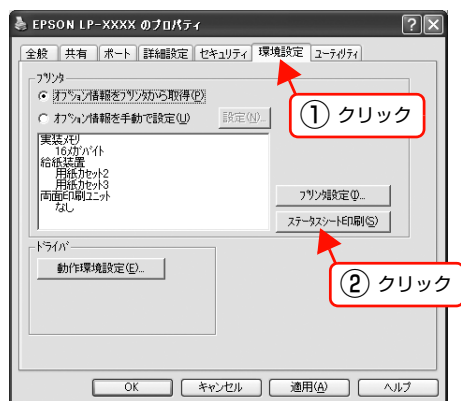 EPSON LP-XXXX のプロパティ
全般 共有 ポート 詳細設定 セキュリティ 環境設定 ユーティリティ
プリンタ
オプション情報をプリンタから取得(P)
オプション情報を手動で設定(U) 設定(N)...
① クリック
実装メモリ
16メガバイト
給紙装置
用紙カセット2
用紙カセット3
両面印刷ユニット
なし
プリンタ設定(I)...
ステータスシート印刷(S)
② クリック
ドライバ
動作環境設定(E)...
OK キャンセル 適用(A) ヘルプ